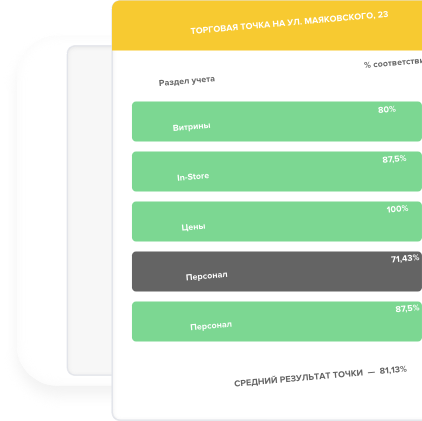 ТОРГОВАЯ ТОЧКА НА УЛ. МАЯКОВСКОГО, 23
Раздел учета % соответстви
Витрины 80%
In-Store 87,5%
Цены 100%
Персонал 71,43%
Персонал 87,5%
СРЕДНИЙ РЕЗУЛЬТАТ ТОЧКИ — 81,13%